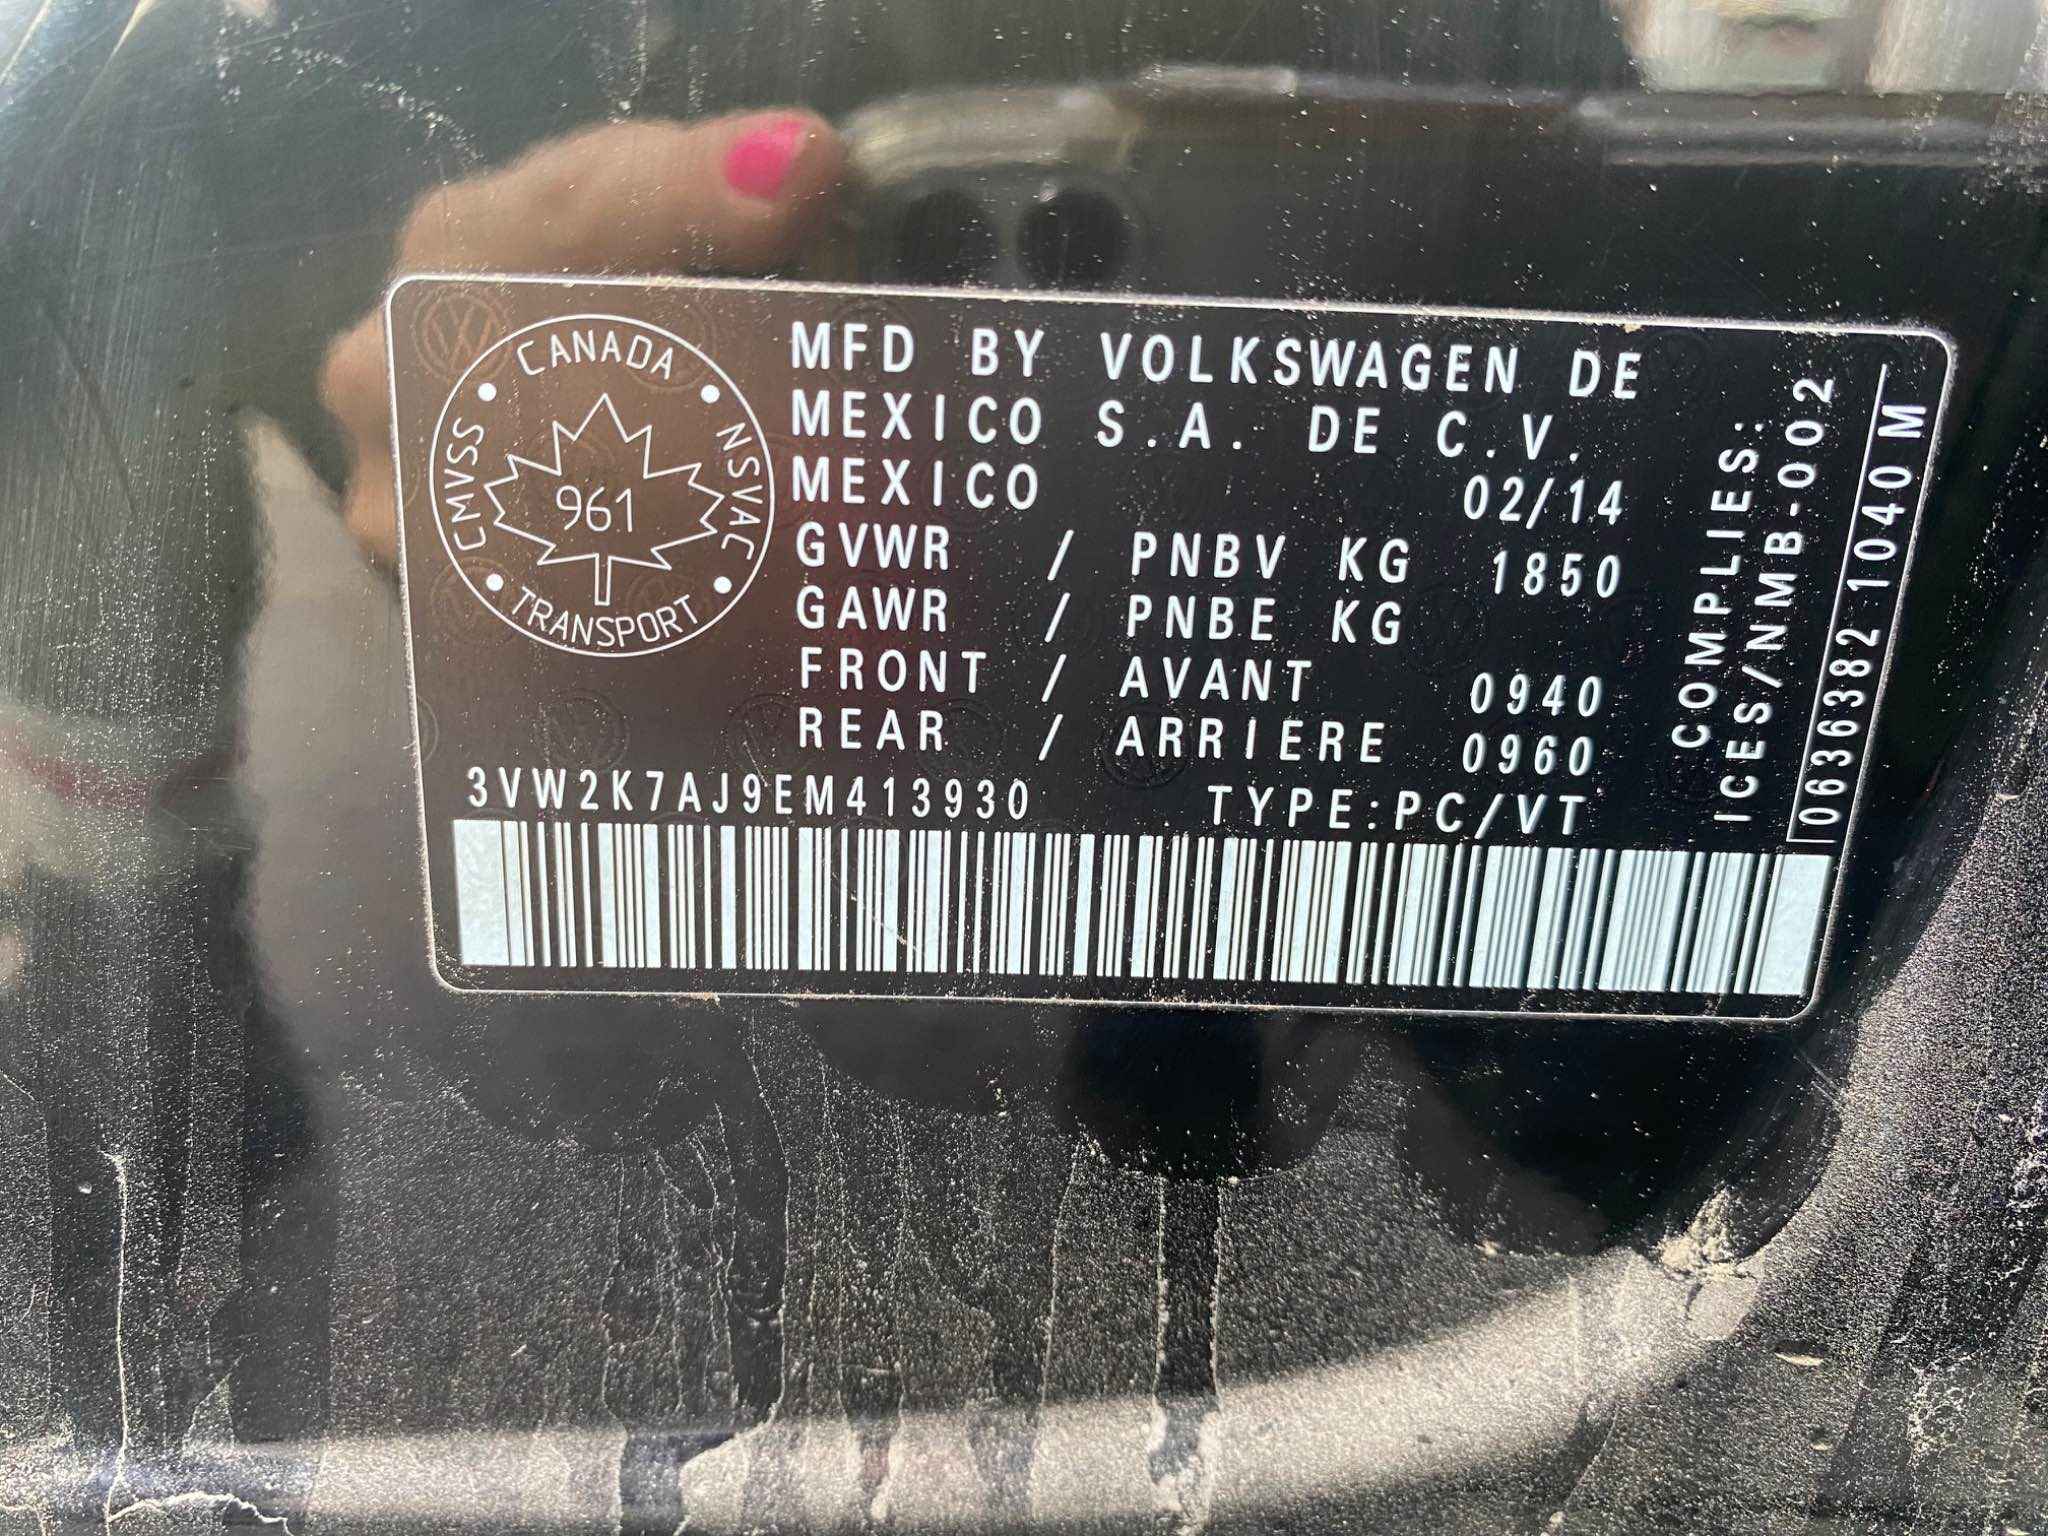 CANADA
CMVSS
NSVAC
961
TRANSPORT
MFD BY VOLKSWAGEN DE
MEXICO S.A. DE C.V.
MEXICO 02/14
GVWR / PNBV KG 1850
GAWR / PNBE KG
FRONT / AVANT 0940
REAR / ARRIERE 0960
3VW2K7AJ9EM413930 TYPE:PC/VT
COMPLIES:
ICES/NMB-002
0636382 1040 M